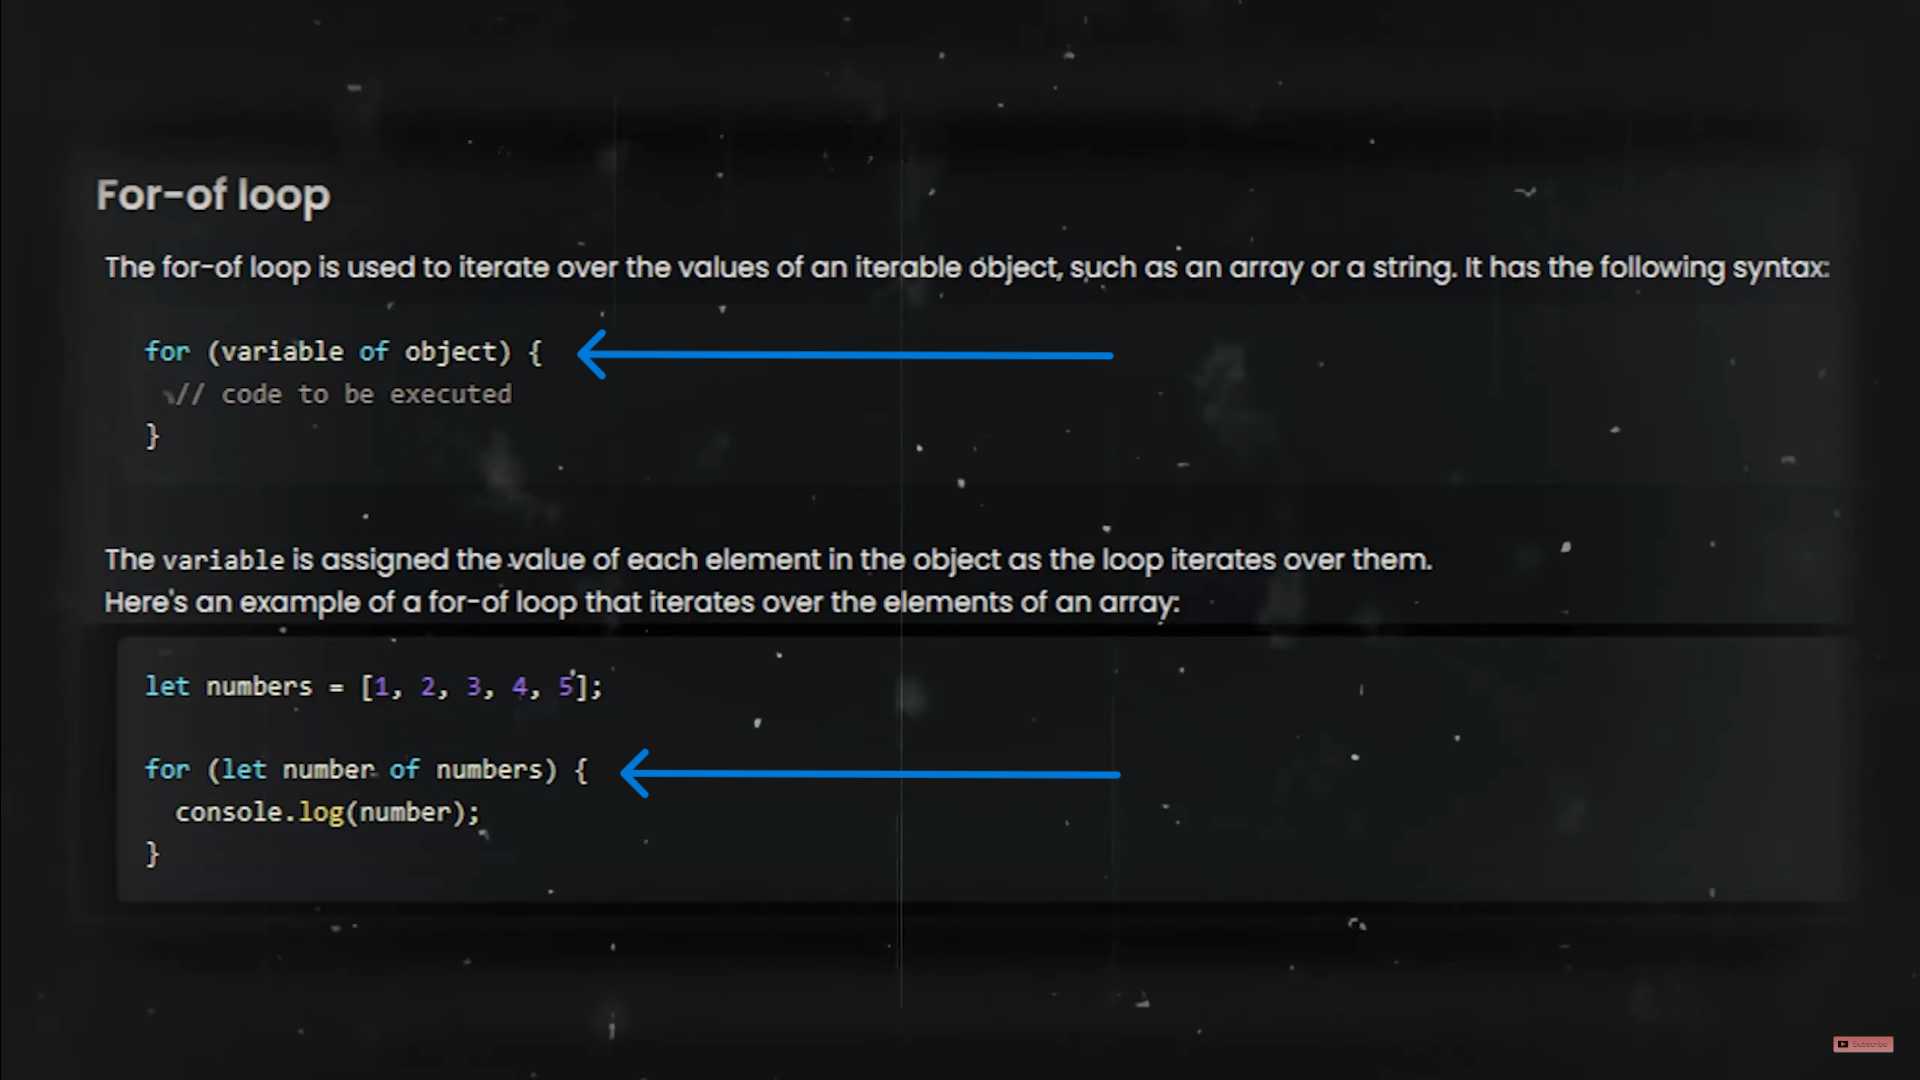 For-of loop
The for-of loop is used to iterate over the values of an iterable object, such as an array or a string. It has the following syntax:
for (variable of object) {
  // code to be executed
}
The variable is assigned the value of each element in the object as the loop iterates over them.
Here's an example of a for-of loop that iterates over the elements of an array:
let numbers = [1, 2, 3, 4, 5];
for (let number of numbers) {
  console.log(number);
}
Subscribe